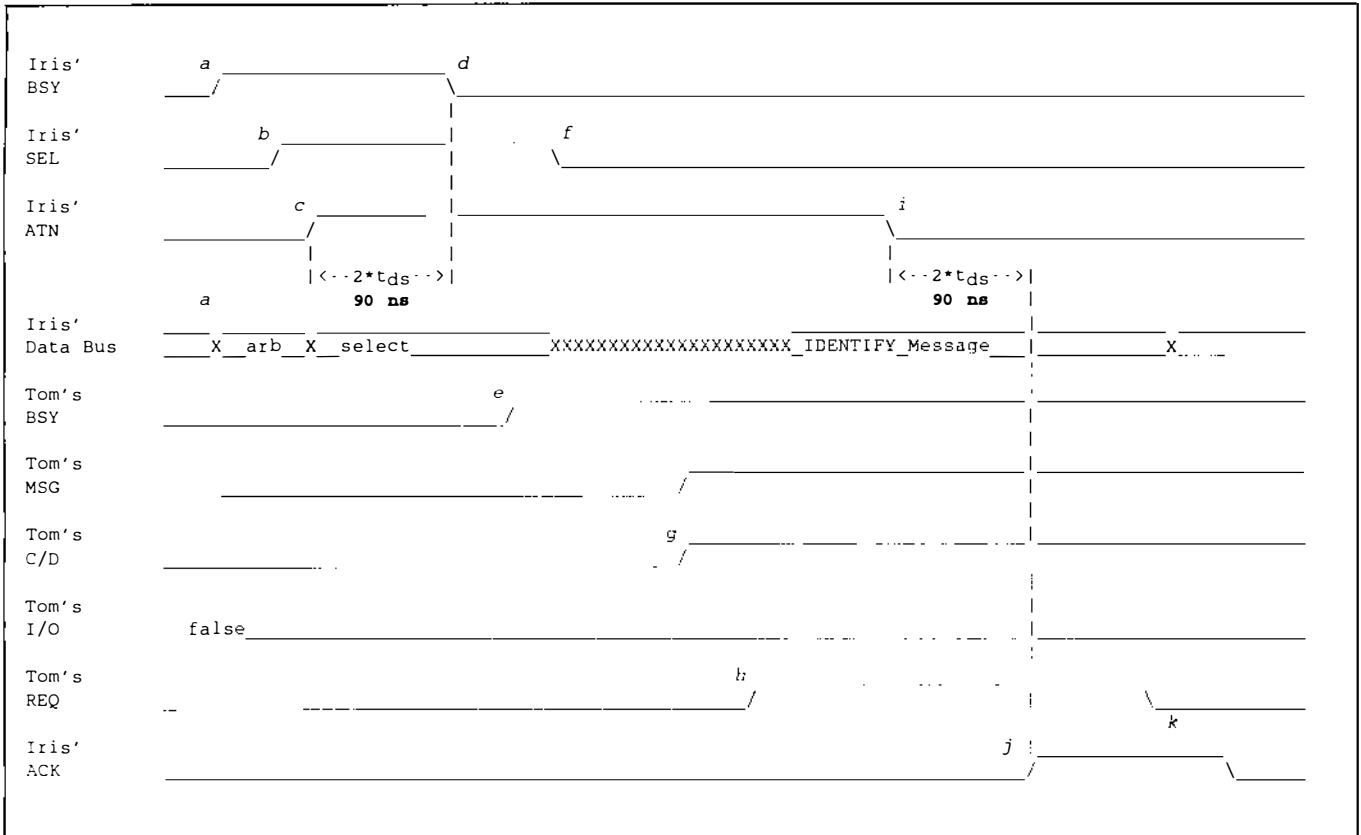 Iris' a d
BSY
Iris' b f
SEL
Iris' c i
ATN
|<--2*tds-->| |<--2*tds-->|
90 ns 90 ns
a
Iris'
Data Bus X arb X select XXXXXXXXXXXXXXXXXXXXX IDENTIFY Message X
Tom's e
BSY
Tom's
MSG
Tom's g
C/D
Tom's
I/O false
Tom's h
REQ
k
Iris' j
ACK